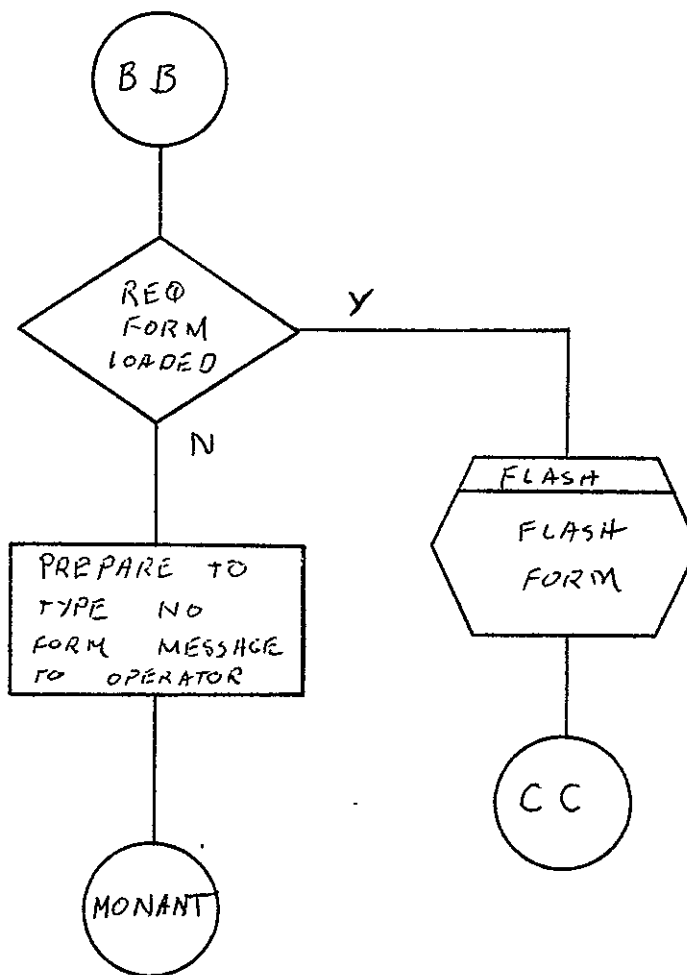 BB
REQ
FORM
LOADED
Y
N
FLASH
FLASH
FORM
PREPARE TO
TYPE NO
FORM MESSAGE
TO OPERATOR
CC
MONANT